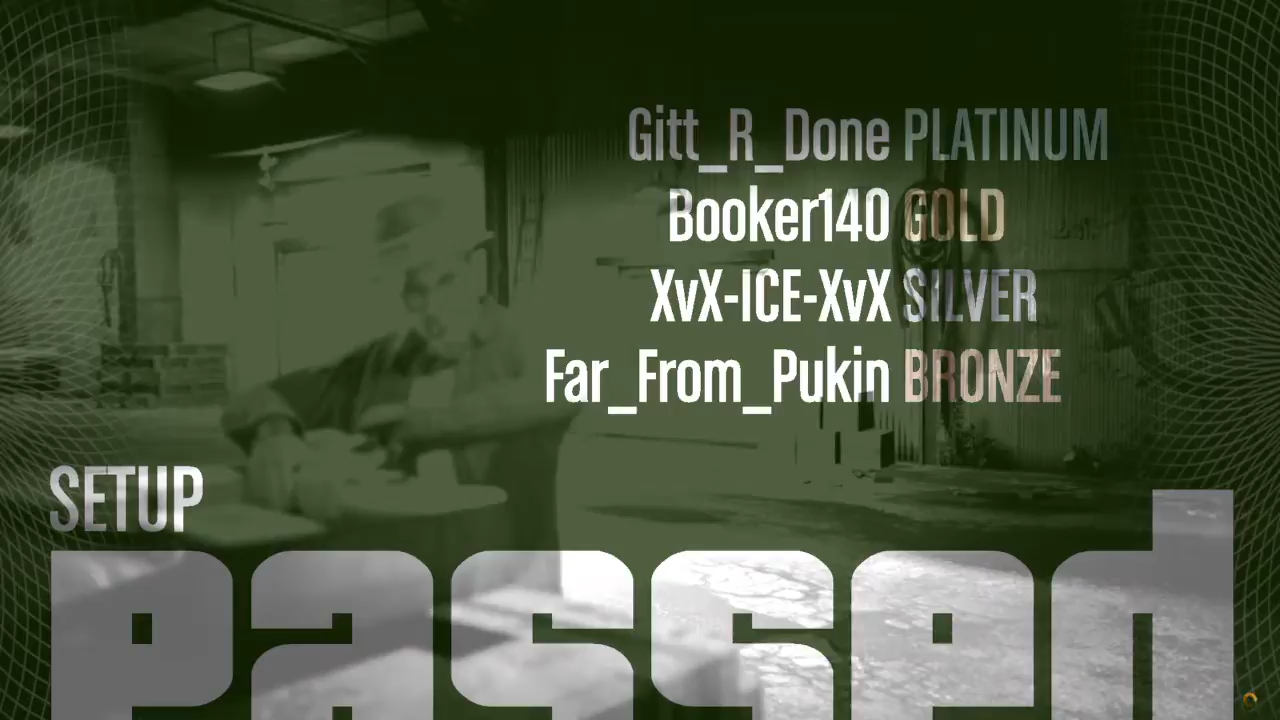 Gitt_R_Done PLATINUM
Booker140 GOLD
XvX-ICE-XvX SILVER
Far_From_Pukin BRONZE
SETUP
passed